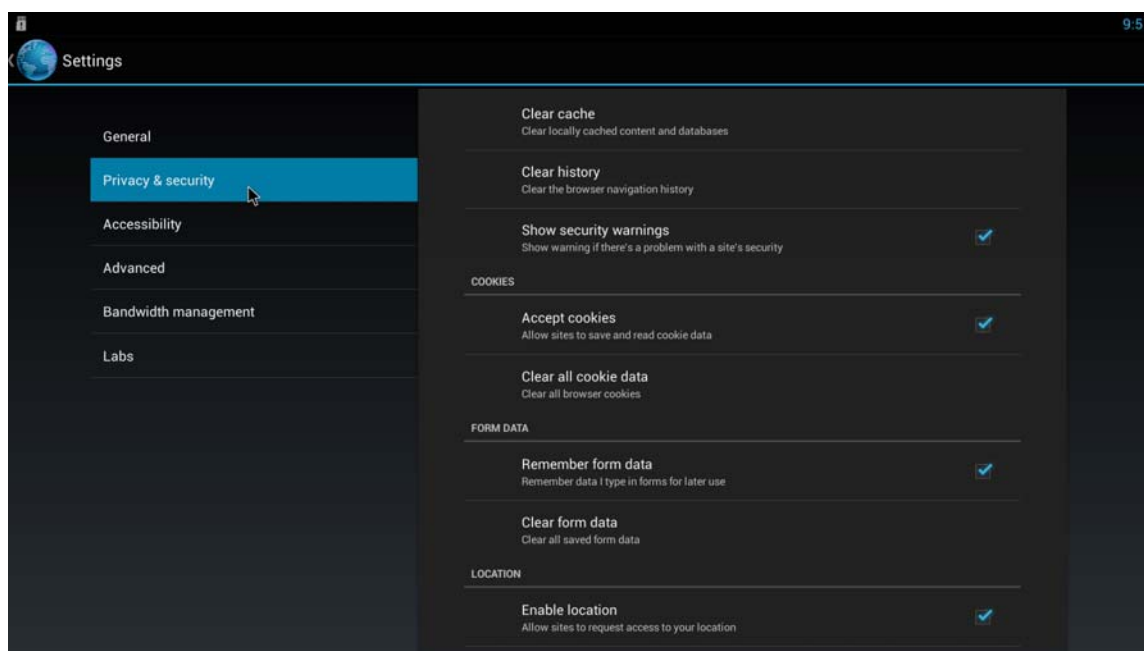 9:5
Settings
General
Privacy & security
Accessibility
Advanced
Bandwidth management
Labs
Clear cache
Clear locally cached content and databases
Clear history
Clear the browser navigation history
Show security warnings
Show warning if there's a problem with a site's security
COOKIES
Accept cookies
Allow sites to save and read cookie data
Clear all cookie data
Clear all browser cookies
FORM DATA
Remember form data
Remember data I type in forms for later use
Clear form data
Clear all saved form data
LOCATION
Enable location
Allow sites to request access to your location